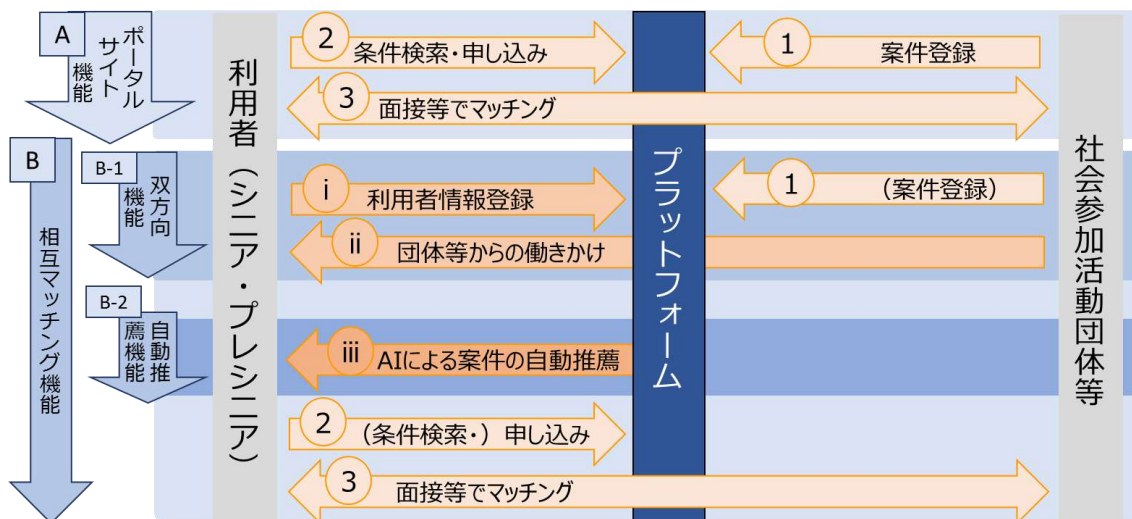 A
ポータル
サイト
機能
B
相互マッチング機能
B-1
双方向
機能
B-2
自動推
薦機能
利用者（シニア・プレシニア）
プラットフォーム
社会参加活動団体等
2
条件検索・申し込み
1
案件登録
3
面接等でマッチング
i
利用者情報登録
1
（案件登録）
ii
団体等からの働きかけ
iii
AIによる案件の自動推薦
2
（条件検索・）申し込み
3
面接等でマッチング